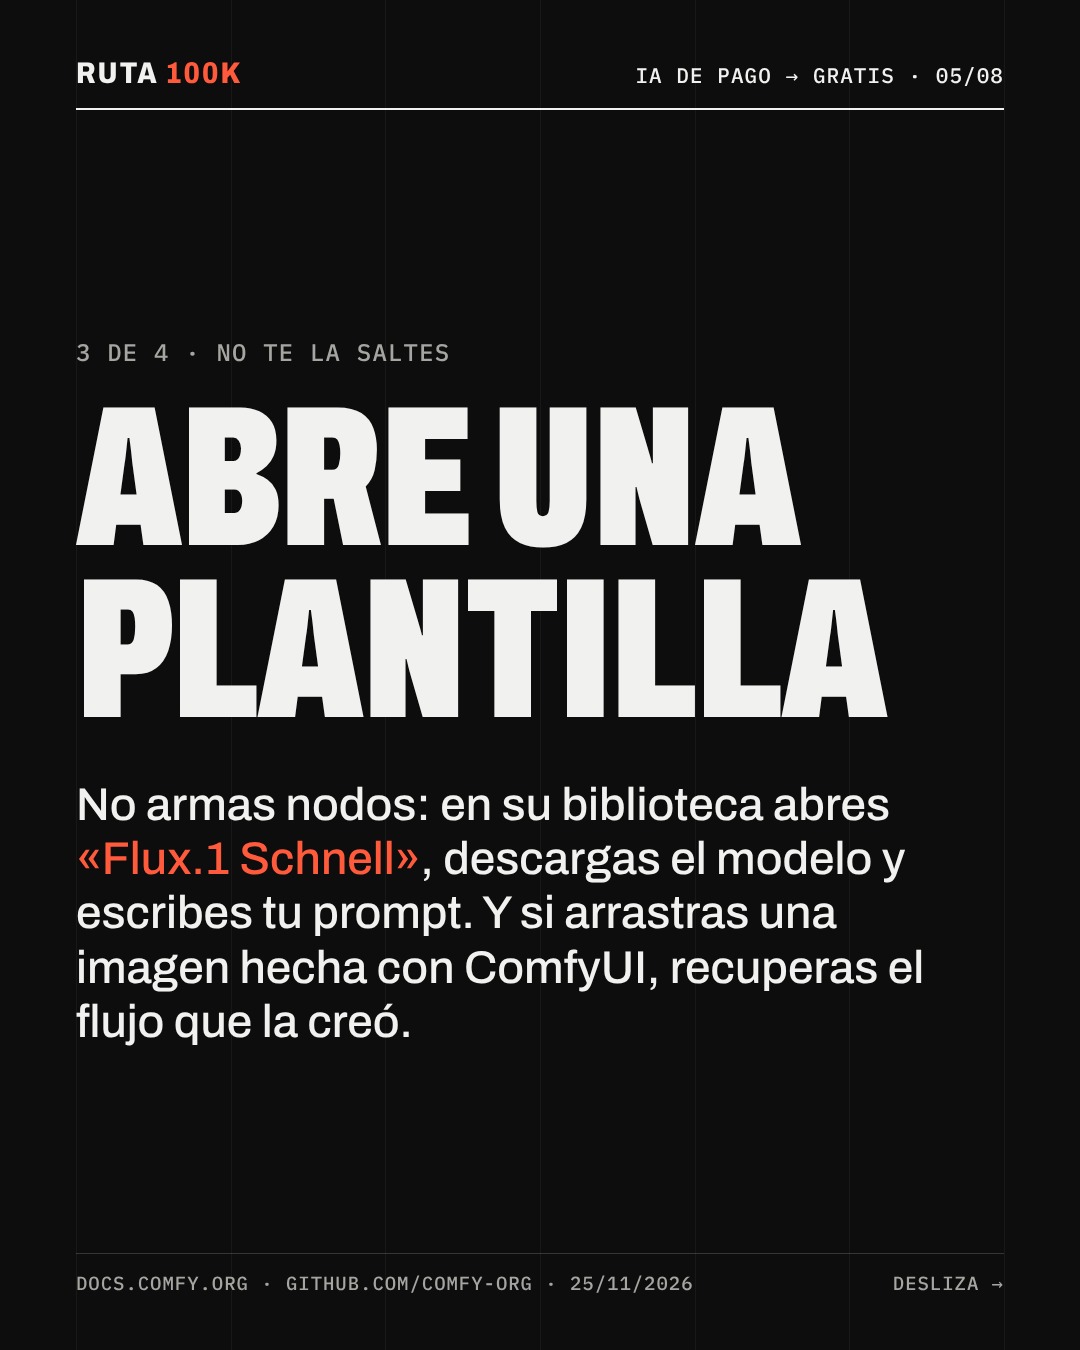 RUTA 100K
IA DE PAGO → GRATIS · 05/08
3 DE 4 · NO TE LA SALTES
ABRE UNA
PLANTILLA
No armas nodos: en su biblioteca abres
«Flux.1 Schnell», descargas el modelo y
escribes tu prompt. Y si arrastras una
imagen hecha con ComfyUI, recuperas el
flujo que la creó.
DOCS.COMFY.ORG · GITHUB.COM/COMFY-ORG · 25/11/2026
DESLIZA →